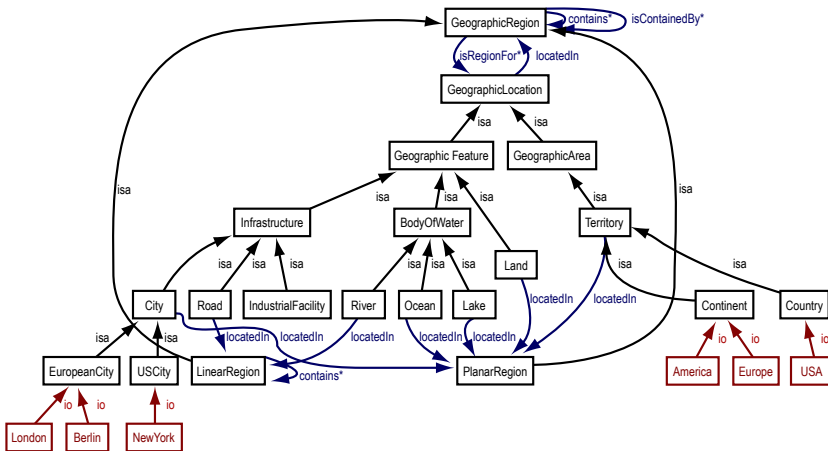 GeographicRegion
contains*
isContainedBy*
isRegionFor*
locatedIn
GeographicLocation
isa
isa
Geographic Feature
GeographicArea
isa
isa
isa
isa
isa
isa
Infrastructure
BodyOfWater
Territory
isa
isa
isa
isa
isa
isa
isa
Land
locatedIn
locatedIn
City
Road
IndustrialFacility
River
Ocean
Lake
Continent
Country
isa
isa
locatedIn
locatedIn
locatedIn
locatedIn
locatedIn
io
io
io
EuropeanCity
USCity
LinearRegion
contains*
PlanarRegion
America
Europe
USA
io
io
io
London
Berlin
NewYork